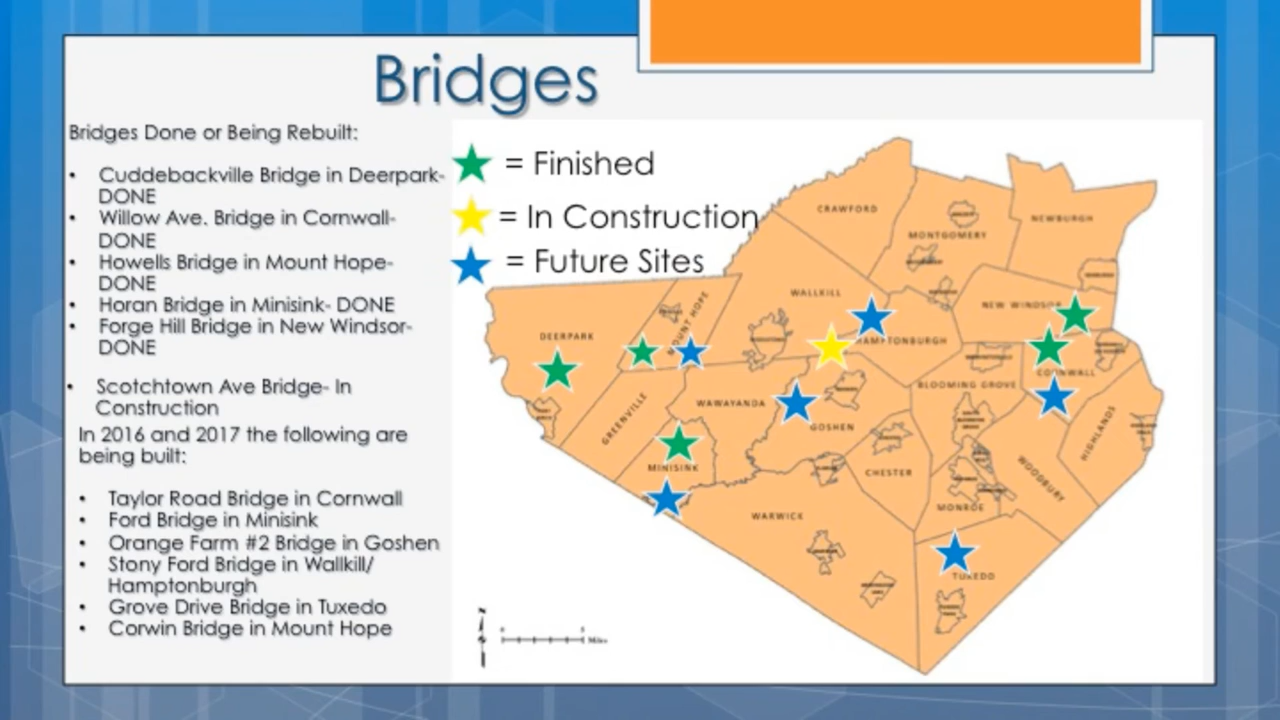 Bridges
Bridges Done or Being Rebuilt:
• Cuddebackville Bridge in Deerpark-
DONE
• Willow Ave. Bridge in Cornwall-
DONE
• Howells Bridge in Mount Hope-
DONE
• Horan Bridge in Minisink- DONE
• Forge Hill Bridge in New Windsor-
DONE
• Scotchtown Ave Bridge- In
Construction
In 2016 and 2017 the following are
being built:
• Taylor Road Bridge in Cornwall
• Ford Bridge in Minisink
• Orange Farm #2 Bridge in Goshen
• Stony Ford Bridge in Wallkill/
Hamptonburgh
• Grove Drive Bridge in Tuxedo
• Corwin Bridge in Mount Hope
= Finished
= In Construction
= Future Sites
CRAWFORD
MONTGOMERY
NEWBURGH
WALLKILL
NEW WINDSOR
MOUNT HOPE
DEERPARK
HAMPTONBURGH
CORNWALL
BLOOMING GROVE
WAWAYANDA
GREENVILLE
GOSHEN
HIGHLANDS
MINISINK
CHESTER
WOODBURY
MONROE
WARWICK
TUXEDO
Miles